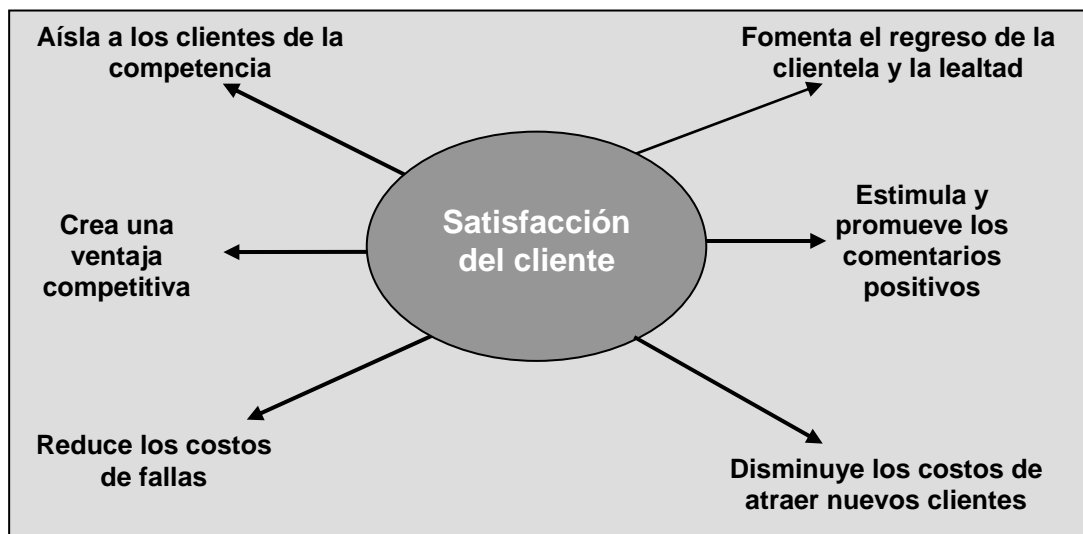 Aísla a los clientes de la
competencia
Fomenta el regreso de la
clientela y la lealtad
Satisfacción
del cliente
Crea una
ventaja
competitiva
Estimula y
promueve los
comentarios
positivos
Reduce los costos
de fallas
Disminuye los costos de
atraer nuevos clientes